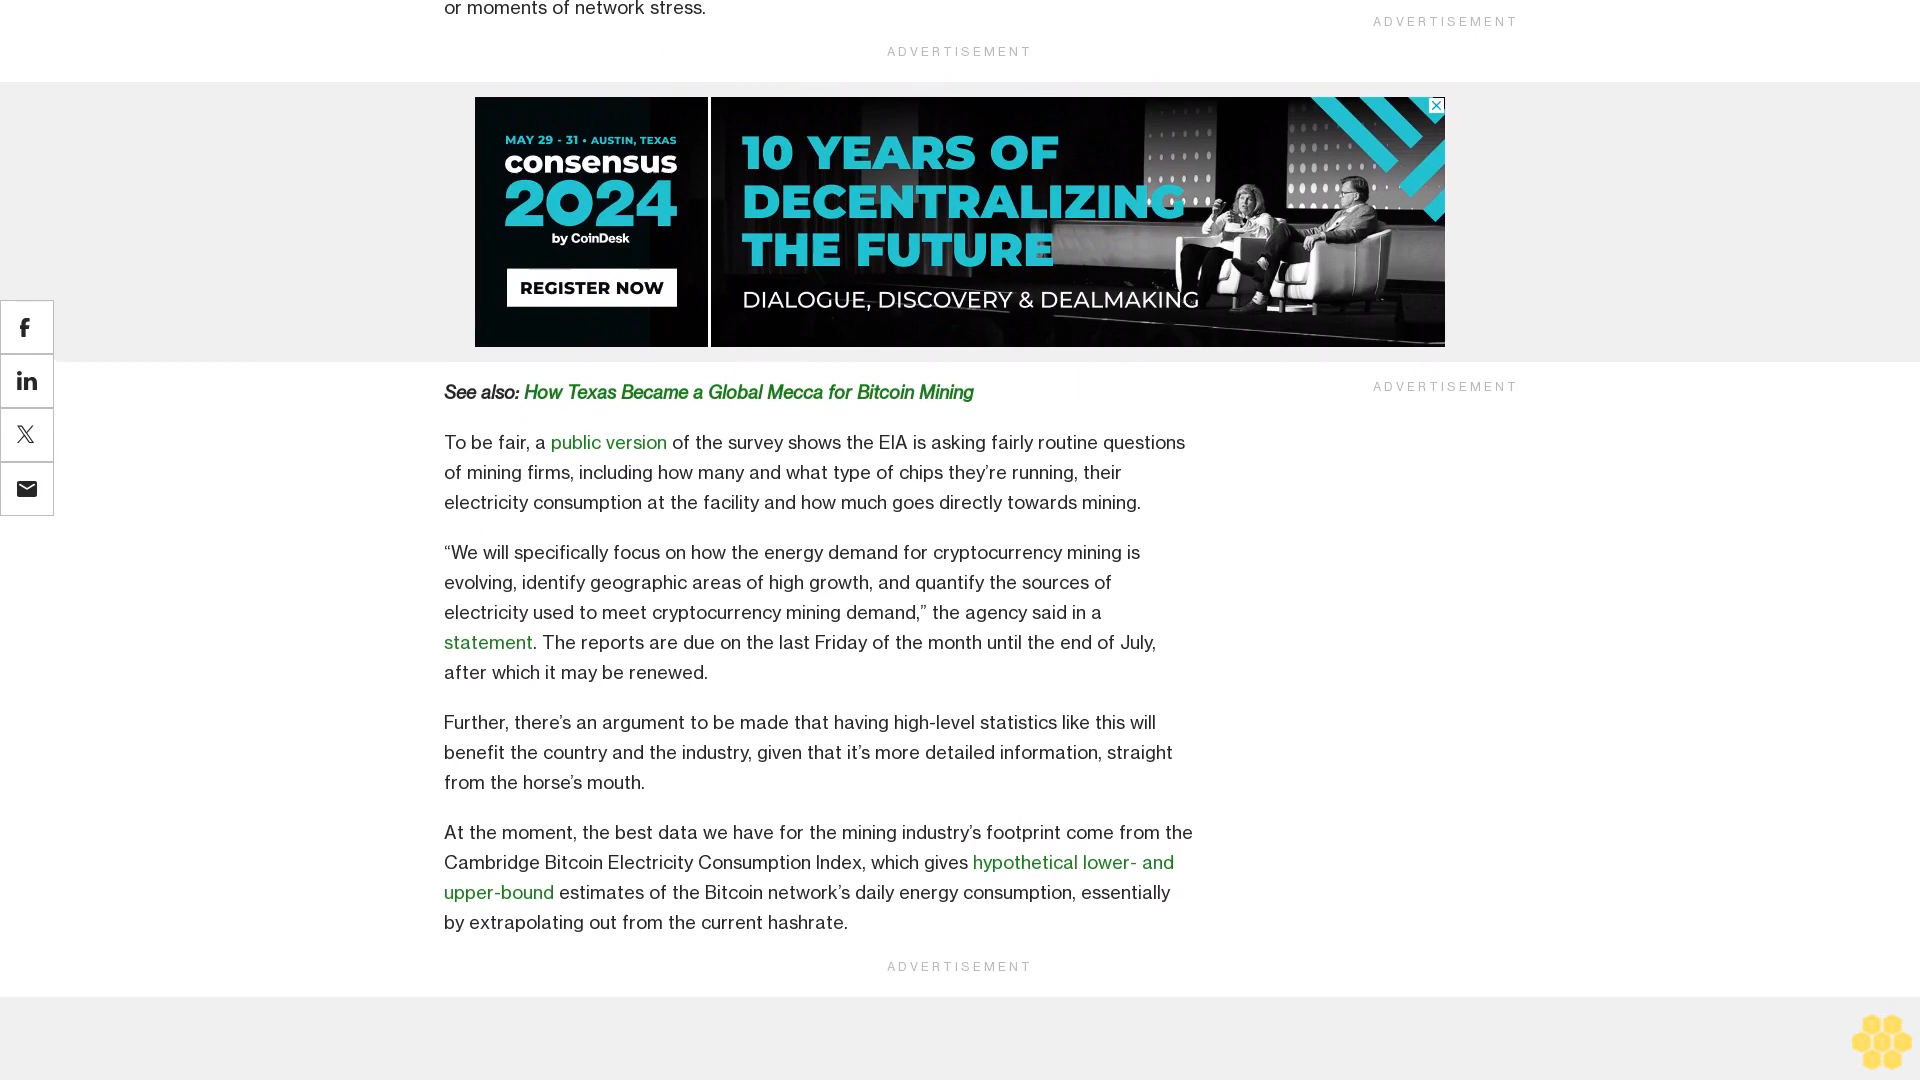 or moments of network stress.
ADVERTISEMENT
ADVERTISEMENT
MAY 29 - 31 • AUSTIN, TEXAS
consensus
2024
by CoinDesk
REGISTER NOW
10 YEARS OF
DECENTRALIZING
THE FUTURE
DIALOGUE, DISCOVERY & DEALMAKING
See also: How Texas Became a Global Mecca for Bitcoin Mining
ADVERTISEMENT
To be fair, a public version of the survey shows the EIA is asking fairly routine questions
of mining firms, including how many and what type of chips they’re running, their
electricity consumption at the facility and how much goes directly towards mining.
“We will specifically focus on how the energy demand for cryptocurrency mining is
evolving, identify geographic areas of high growth, and quantify the sources of
electricity used to meet cryptocurrency mining demand,” the agency said in a
statement. The reports are due on the last Friday of the month until the end of July,
after which it may be renewed.
Further, there’s an argument to be made that having high-level statistics like this will
benefit the country and the industry, given that it’s more detailed information, straight
from the horse’s mouth.
At the moment, the best data we have for the mining industry’s footprint come from the
Cambridge Bitcoin Electricity Consumption Index, which gives hypothetical lower- and
upper-bound estimates of the Bitcoin network’s daily energy consumption, essentially
by extrapolating out from the current hashrate.
ADVERTISEMENT